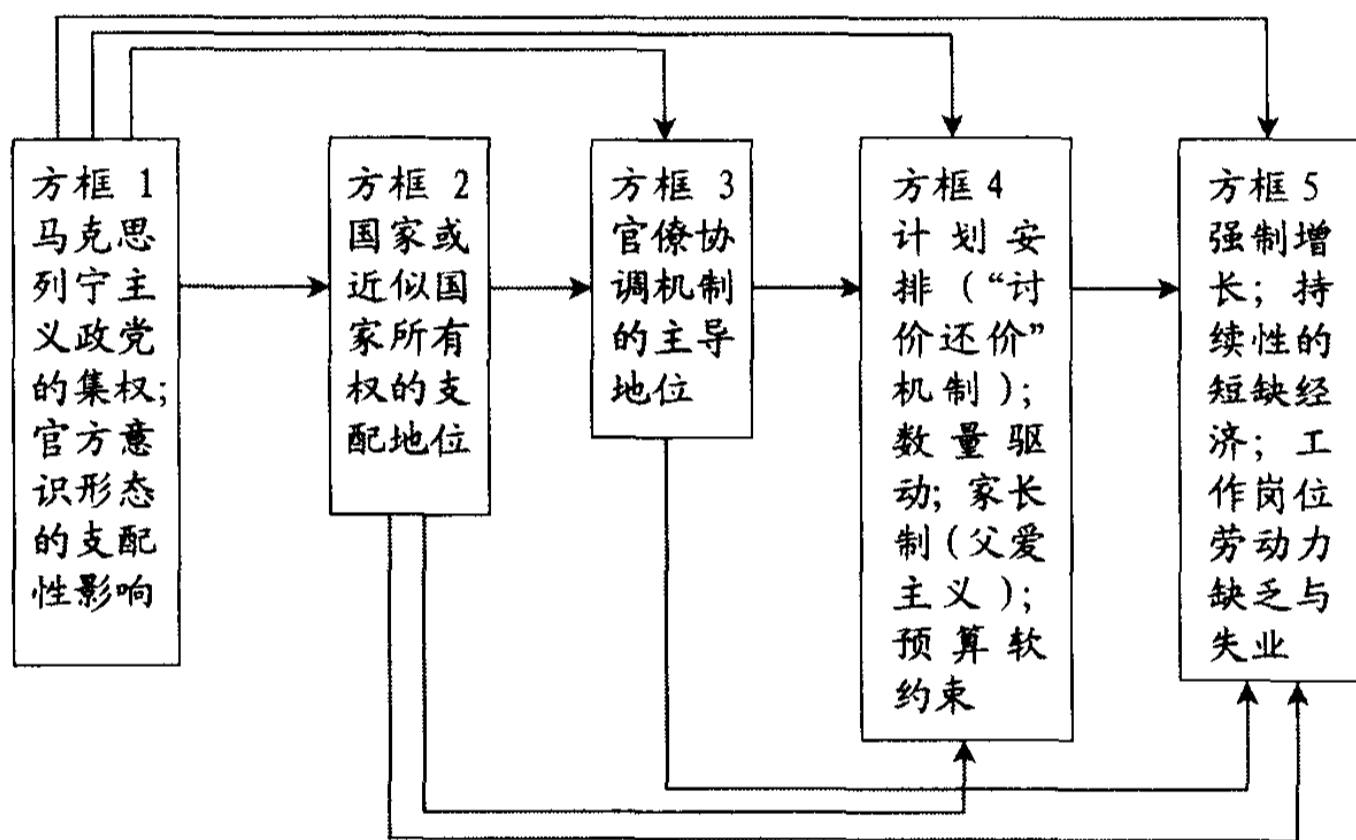 方框 1
马克思
列宁主
义政党
的集权;
官方意
识形态
的支配
性影响
方框 2
国家或
近似国
家所有
权的支
配地位
方框 3
官僚协
调机制
的主导
地位
方框 4
计划安
排（“讨
价还价”
机制）;
数量驱
动; 家长
制(父爱
主义);
预算软
约束
方框 5
强制增
长; 持
续性的
短缺经
济; 工
作岗位
劳动力
缺乏与
失业